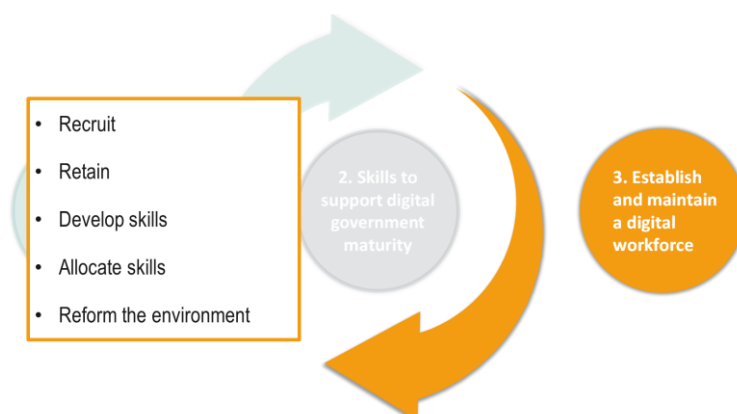 • Recruit
• Retain
• Develop skills
• Allocate skills
• Reform the environment
2. Skills to
support digital
government
maturity
3. Establish
and maintain
a digital
workforce